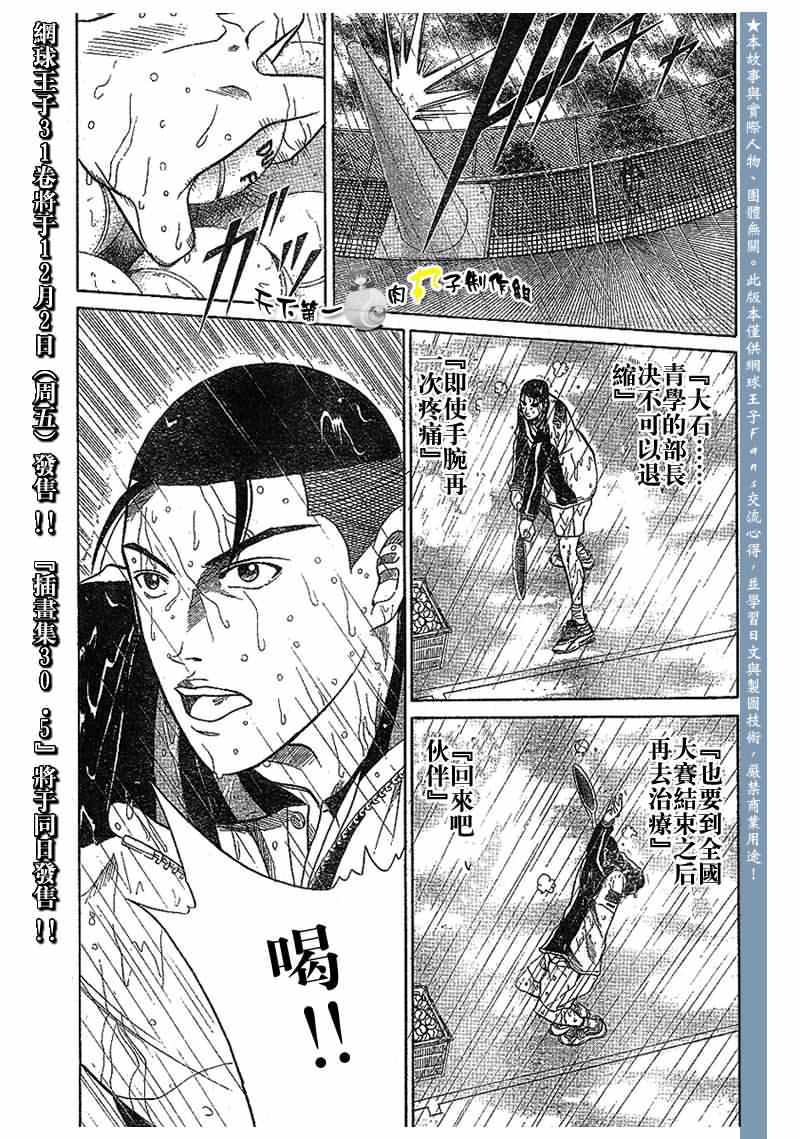 ★本故事與實際人物、團體無關。此版本僅供網球王子Fans交流心得，並學習日文與製圖技術，嚴禁商業用途！
天下第一肉丸子制作組
『大石……
青學的部長
決不可以退
縮』
『即使手腕再
一次疼痛』
『也要到全國
大賽結束之后
再去治療』
『回來吧
伙伴』
喝!!
網球王子31卷將于12月2日（周五）發售!!『插畫集30.5』將于同日發售!!